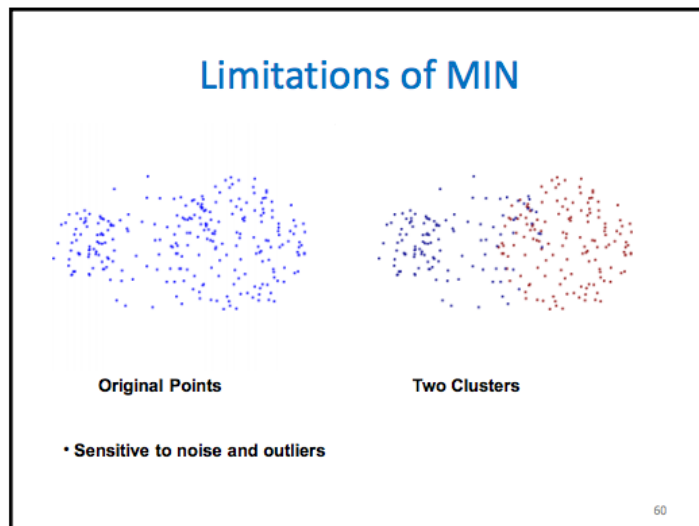 Limitations of MIN
Original Points
Two Clusters
• Sensitive to noise and outliers
60